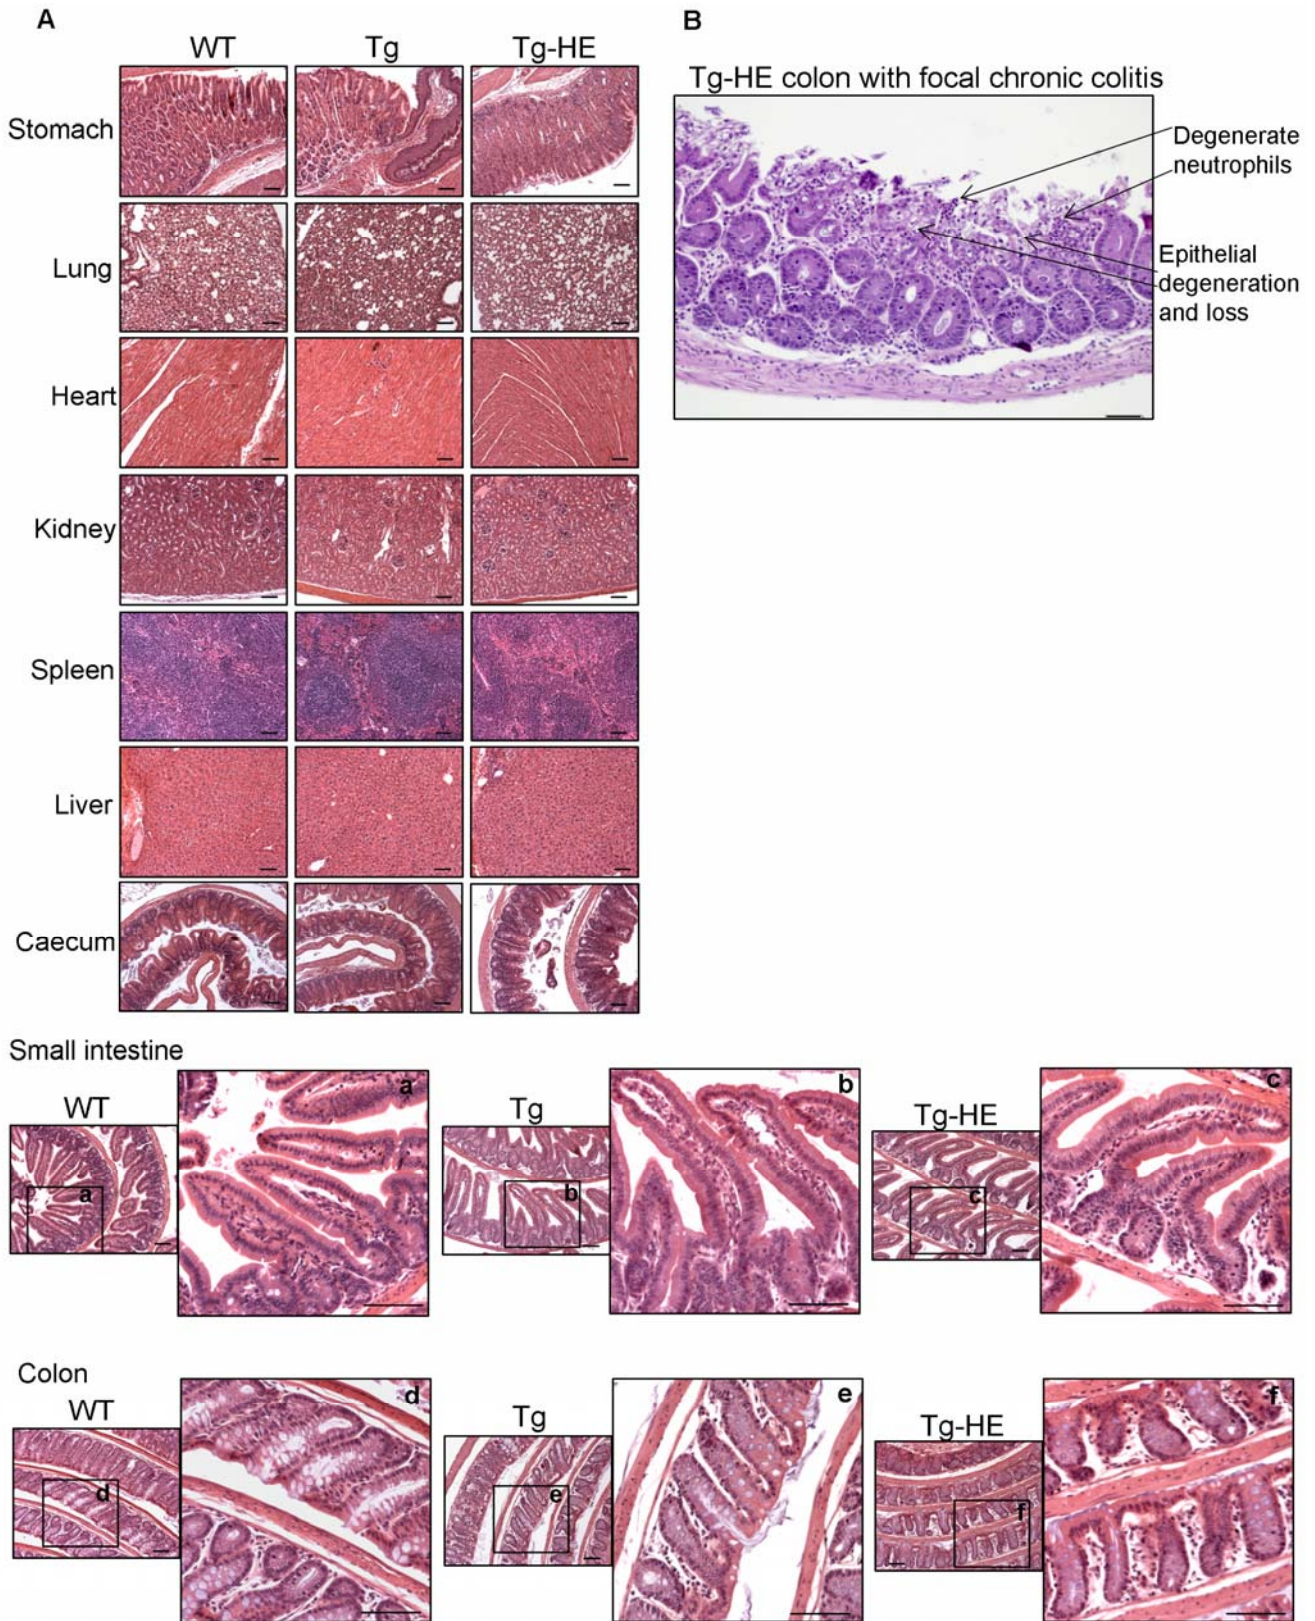 A
WT Tg Tg-HE
Stomach
Lung
Heart
Kidney
Spleen
Liver
Caecum
B
Tg-HE colon with focal chronic colitis
Degenerate
neutrophils
Epithelial
degeneration
and loss
Small intestine
WT
a
a
Tg
b
b
Tg-HE
c
c
Colon
WT
d
d
Tg
e
e
Tg-HE
f
f